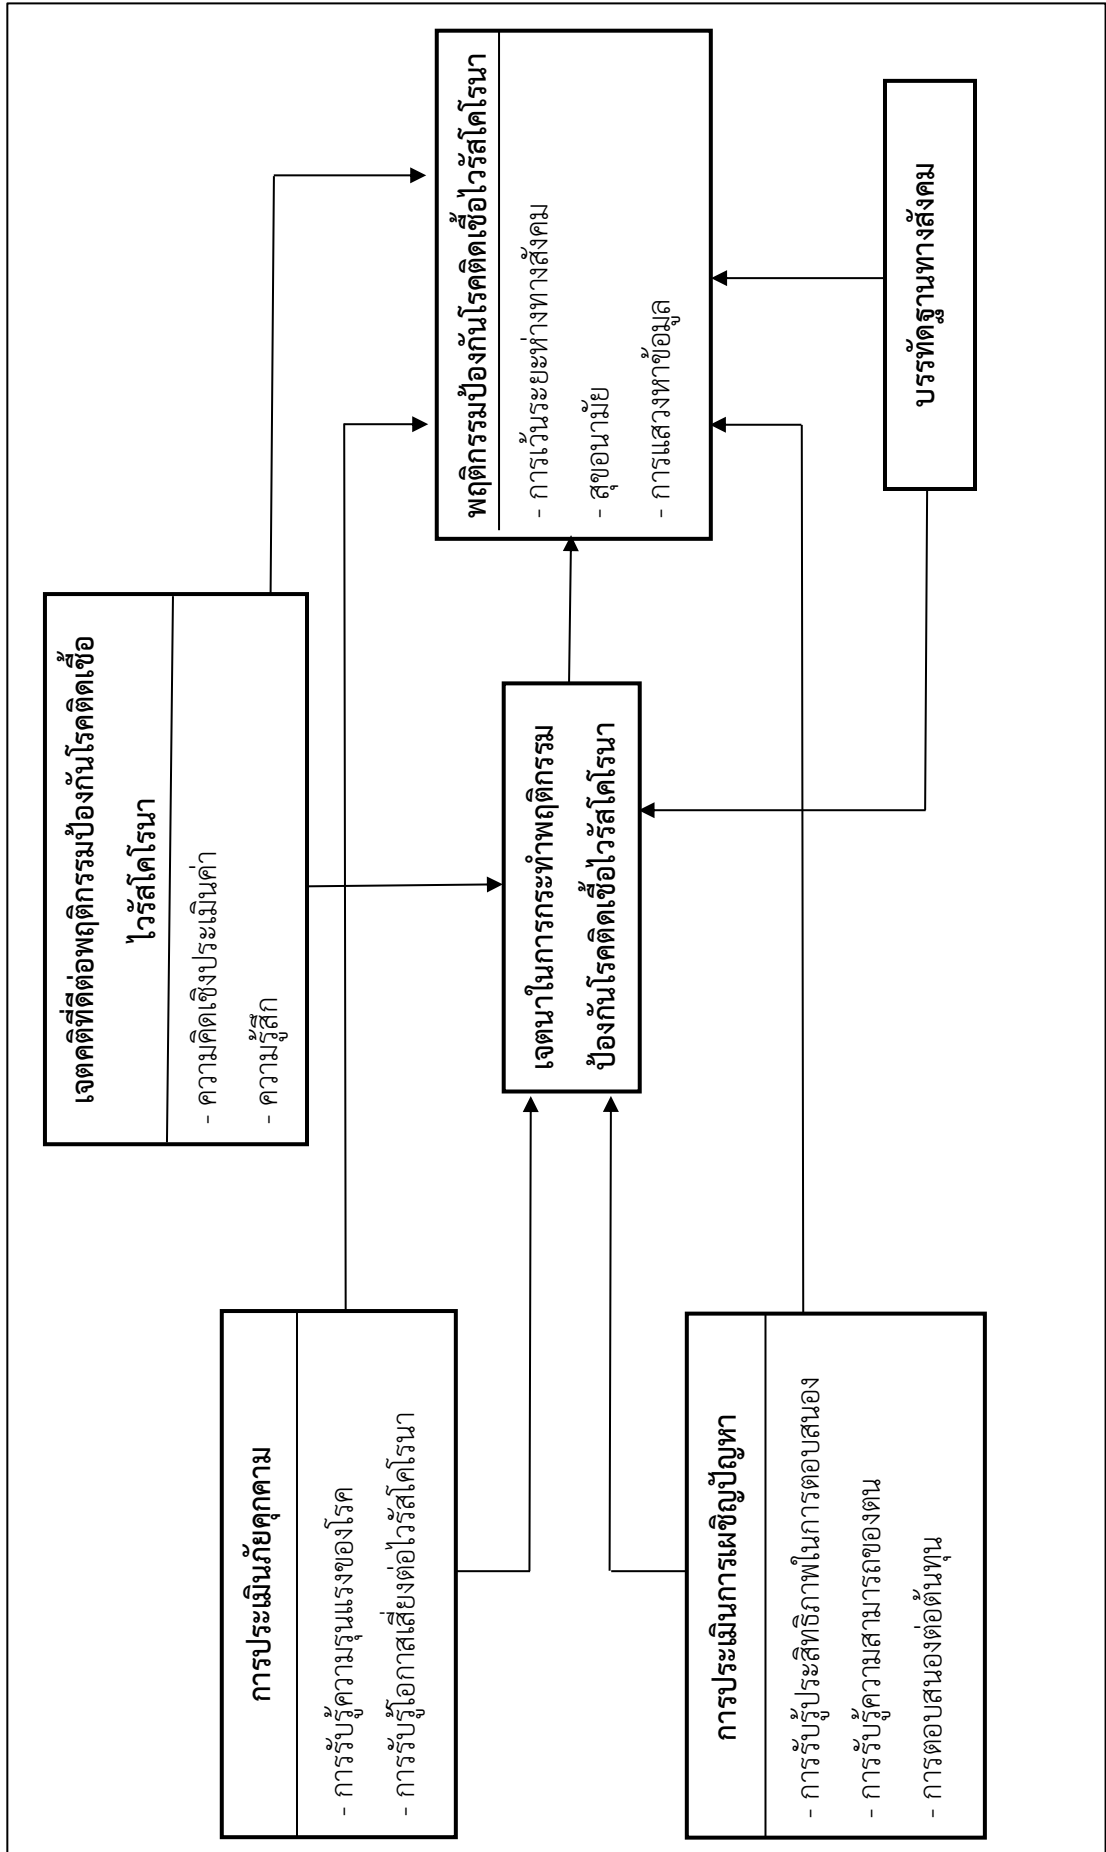 เจตคติที่ดีต่อพฤติกรรมป้องกันโรคติดเชื้อ
ไวรัสโคโรนา
- ความคิดเชิงประเมินค่า
- ความรู้สึก
การประเมินภัยคุกคาม
- การรับรู้ความรุนแรงของโรค
- การรับรู้โอกาสเสี่ยงต่อไวรัสโคโรนา
พฤติกรรมป้องกันโรคติดเชื้อไวรัสโคโรนา
- การเว้นระยะห่างทางสังคม
- สุขอนามัย
- การแสวงหาข้อมูล
เจตนาในการกระทำพฤติกรรม
ป้องกันโรคติดเชื้อไวรัสโคโรนา
การประเมินการเผชิญปัญหา
- การรับรู้ประสิทธิภาพในการตอบสนอง
- การรับรู้ความสามารถของตน
- การตอบสนองต่อต้นทุน
บรรทัดฐานทางสังคม